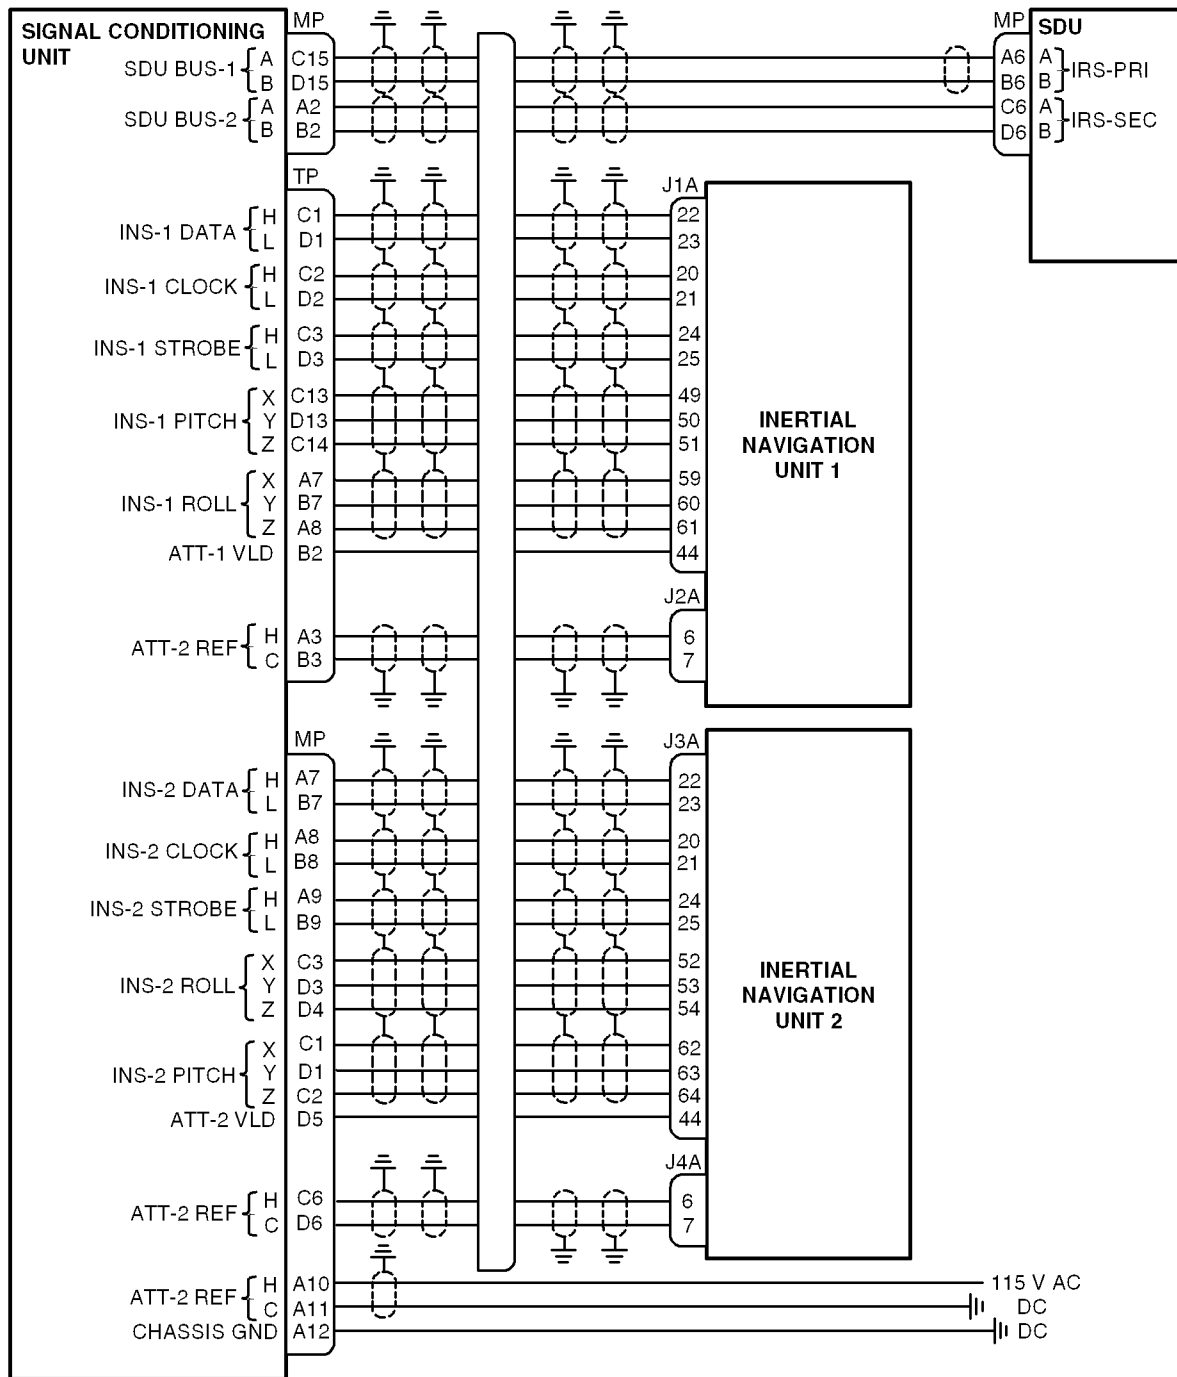 SIGNAL CONDITIONING
UNIT
MP
MP
SDU
SDU BUS-1 A C15 A6 A IRS-PRI
B D15 B6 B
SDU BUS-2 A A2 C6 A IRS-SEC
B B2 D6 B
TP
J1A
INS-1 DATA H C1 22
L D1 23
INS-1 CLOCK H C2 20
L D2 21
INS-1 STROBE H C3 24
L D3 25
INS-1 PITCH X C13 49
Y D13 50
Z C14 51
INERTIAL
NAVIGATION
UNIT 1
INS-1 ROLL X A7 59
Y B7 60
Z A8 61
ATT-1 VLD B2 44
J2A
ATT-2 REF H A3 6
C B3 7
MP
J3A
INS-2 DATA H A7 22
L B7 23
INS-2 CLOCK H A8 20
L B8 21
INS-2 STROBE H A9 24
L B9 25
INS-2 ROLL X C3 52
Y D3 53
Z D4 54
INERTIAL
NAVIGATION
UNIT 2
INS-2 PITCH X C1 62
Y D1 63
Z C2 64
ATT-2 VLD D5 44
J4A
ATT-2 REF H C6 6
C D6 7
ATT-2 REF H A10 115 V AC
C A11 DC
CHASSIS GND A12 DC